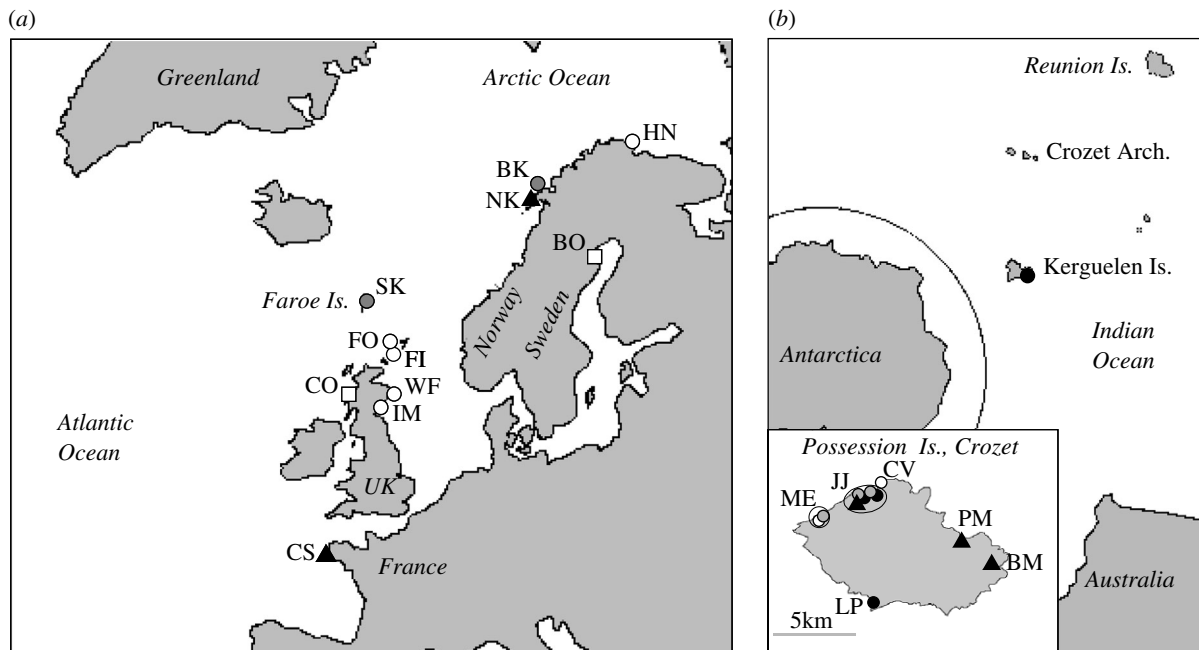 (a)
Greenland
Arctic Ocean
HN
BK
NK
BO
SK
Faroe Is.
Norway
Sweden
FO
FI
CO
WF
IM
Atlantic
Ocean
UK
CS
France
(b)
Reunion Is.
Crozet Arch.
Kerguelen Is.
Antarctica
Indian
Ocean
Possession Is., Crozet
CV
JJ
ME
PM
BM
LP
5km
Australia